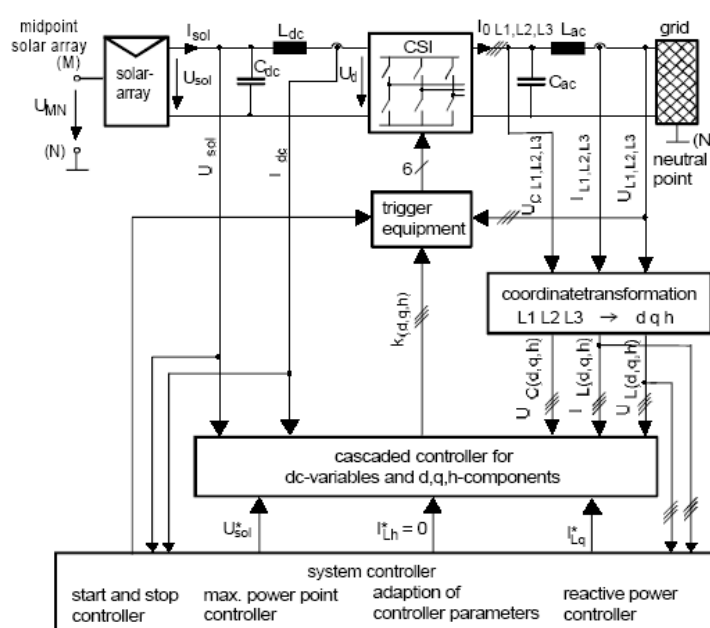 midpoint
solar array
(M)
U_MN
(N)
solar-
array
I_sol
U_sol
C_dc
L_dc
U_d
CSI
I_0 L1,L2,L3
L_ac
C_ac
grid
(N
neutral
point
U_sol
I_dc
6
U_C L1,L2,L3
I_L1,L2,L3
U_L1,L2,L3
trigger
equipment
k_(d,q,h)
coordinatetransformation
L1 L2 L3 → d q h
U_C(d,q,h)
I_L(d,q,h)
U_L(d,q,h)
cascaded controller for
dc-variables and d,q,h-components
U*_sol
I*_Lh = 0
I*_Lq
system controller
start and stop
controller
max. power point
controller
adaption of
controller parameters
reactive power
controller